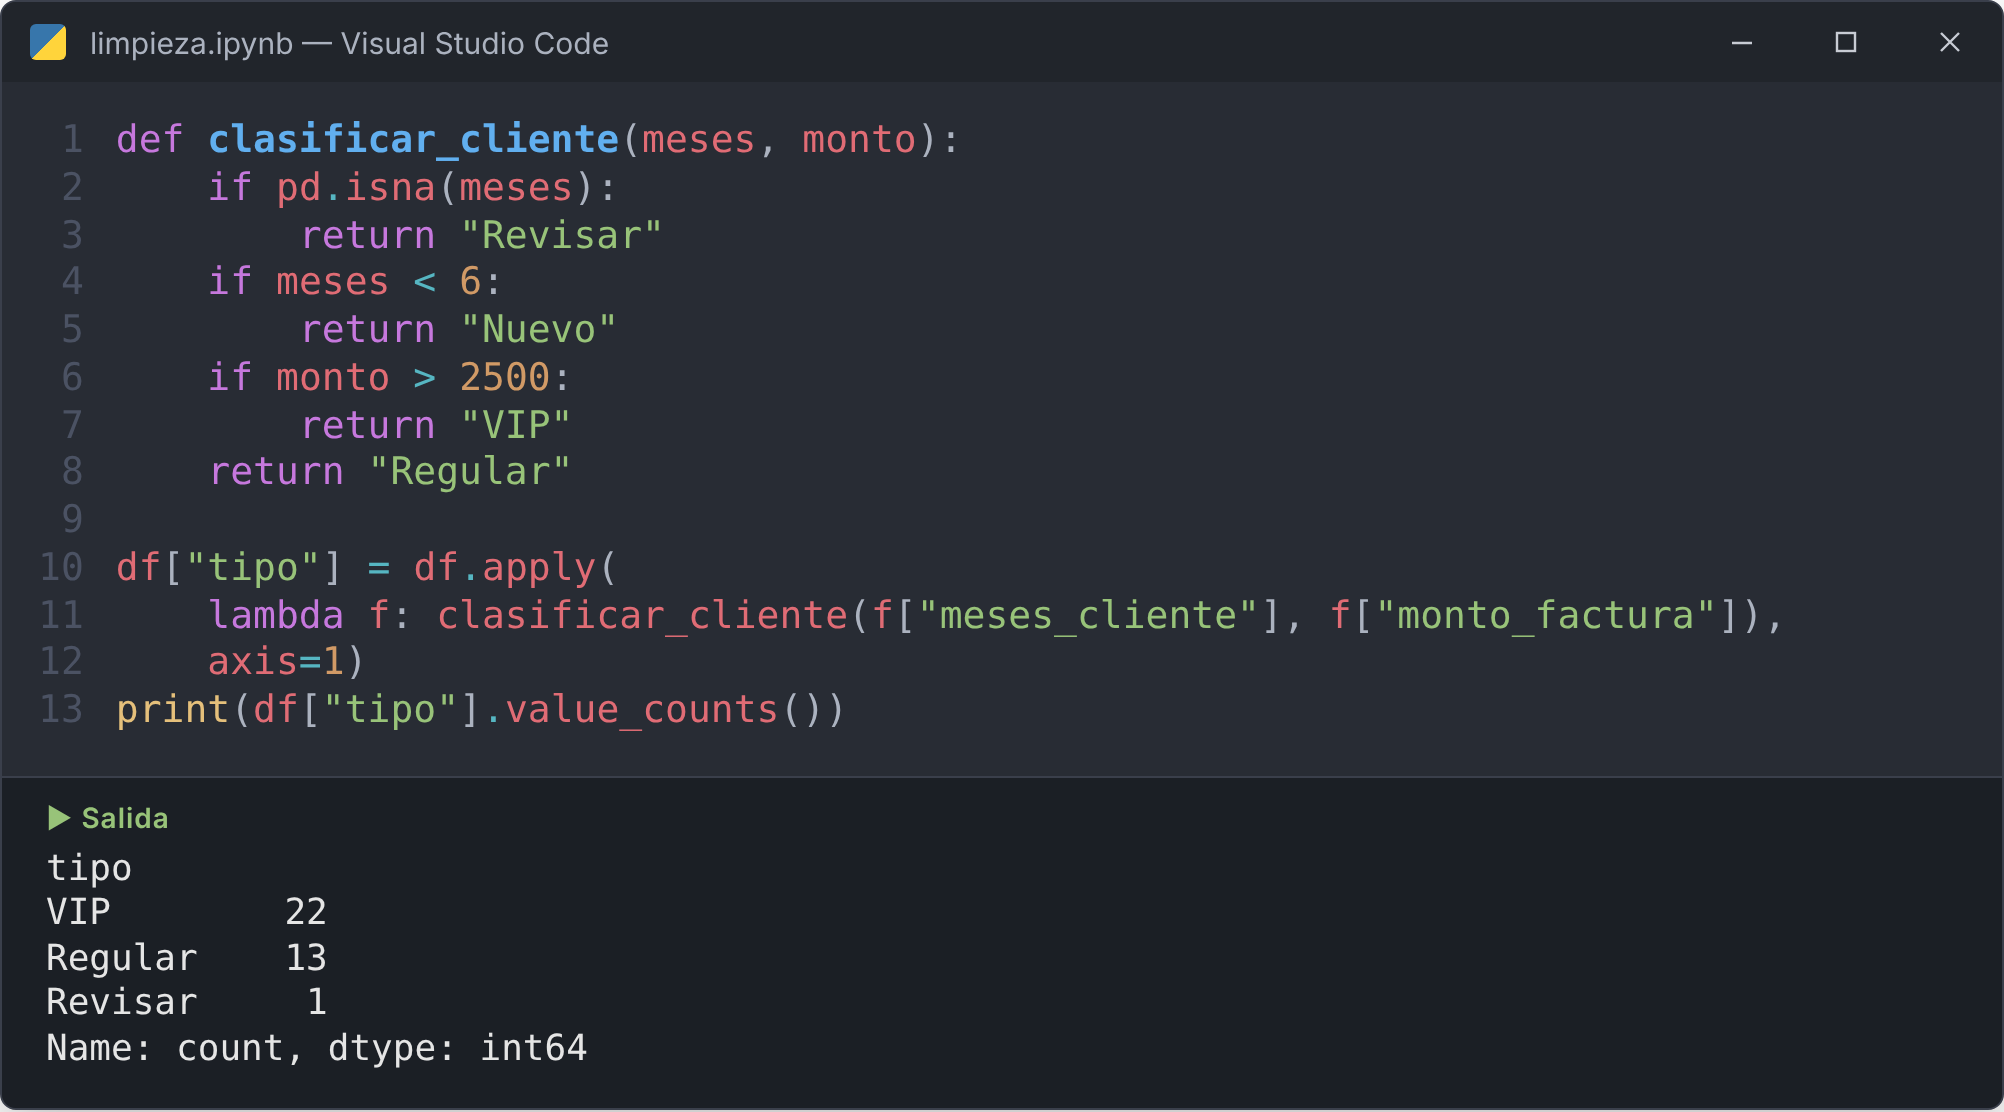 limpieza.ipynb — Visual Studio Code
1 def clasificar_cliente(meses, monto):
2     if pd.isna(meses):
3         return "Revisar"
4     if meses < 6:
5         return "Nuevo"
6     if monto > 2500:
7         return "VIP"
8     return "Regular"
9
10 df["tipo"] = df.apply(
11     lambda f: clasificar_cliente(f["meses_cliente"], f["monto_factura"]),
12     axis=1)
13 print(df["tipo"].value_counts())
▶ Salida
tipo
VIP        22
Regular    13
Revisar     1
Name: count, dtype: int64